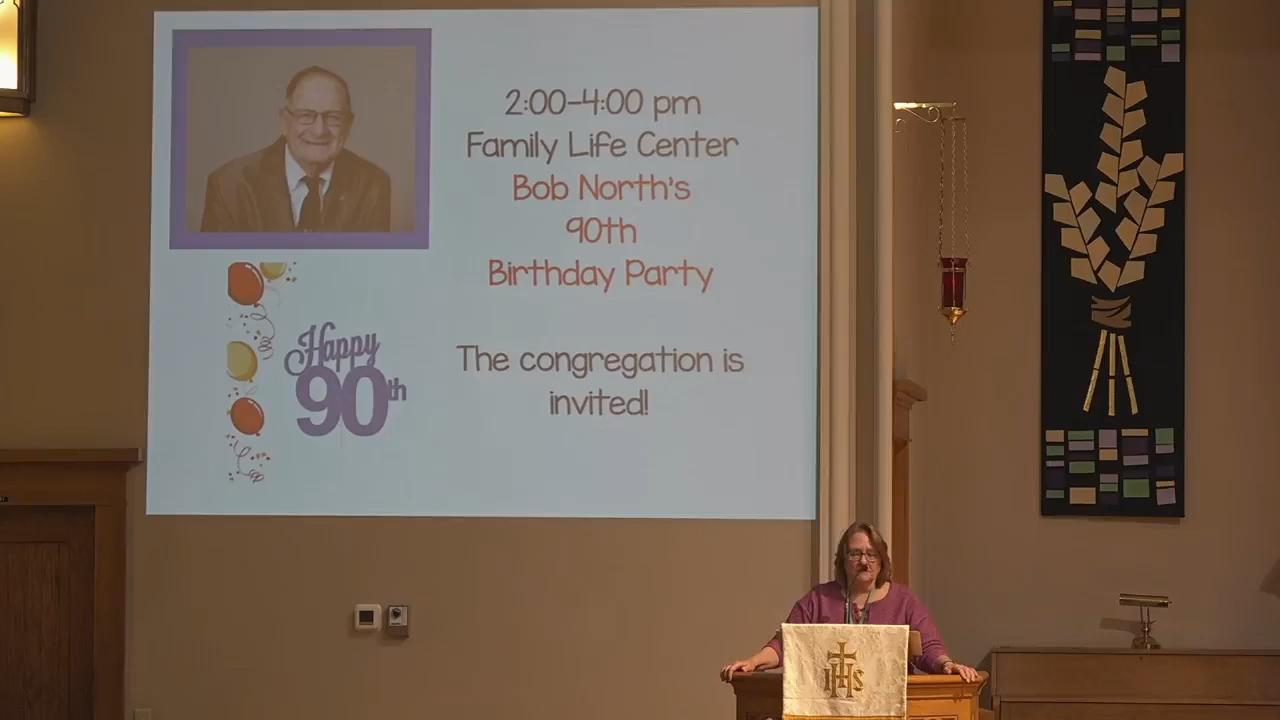 2:00-4:00 pm
Family Life Center
Bob North's
90th
Birthday Party
The congregation is
invited!
Happy
90th
IHS